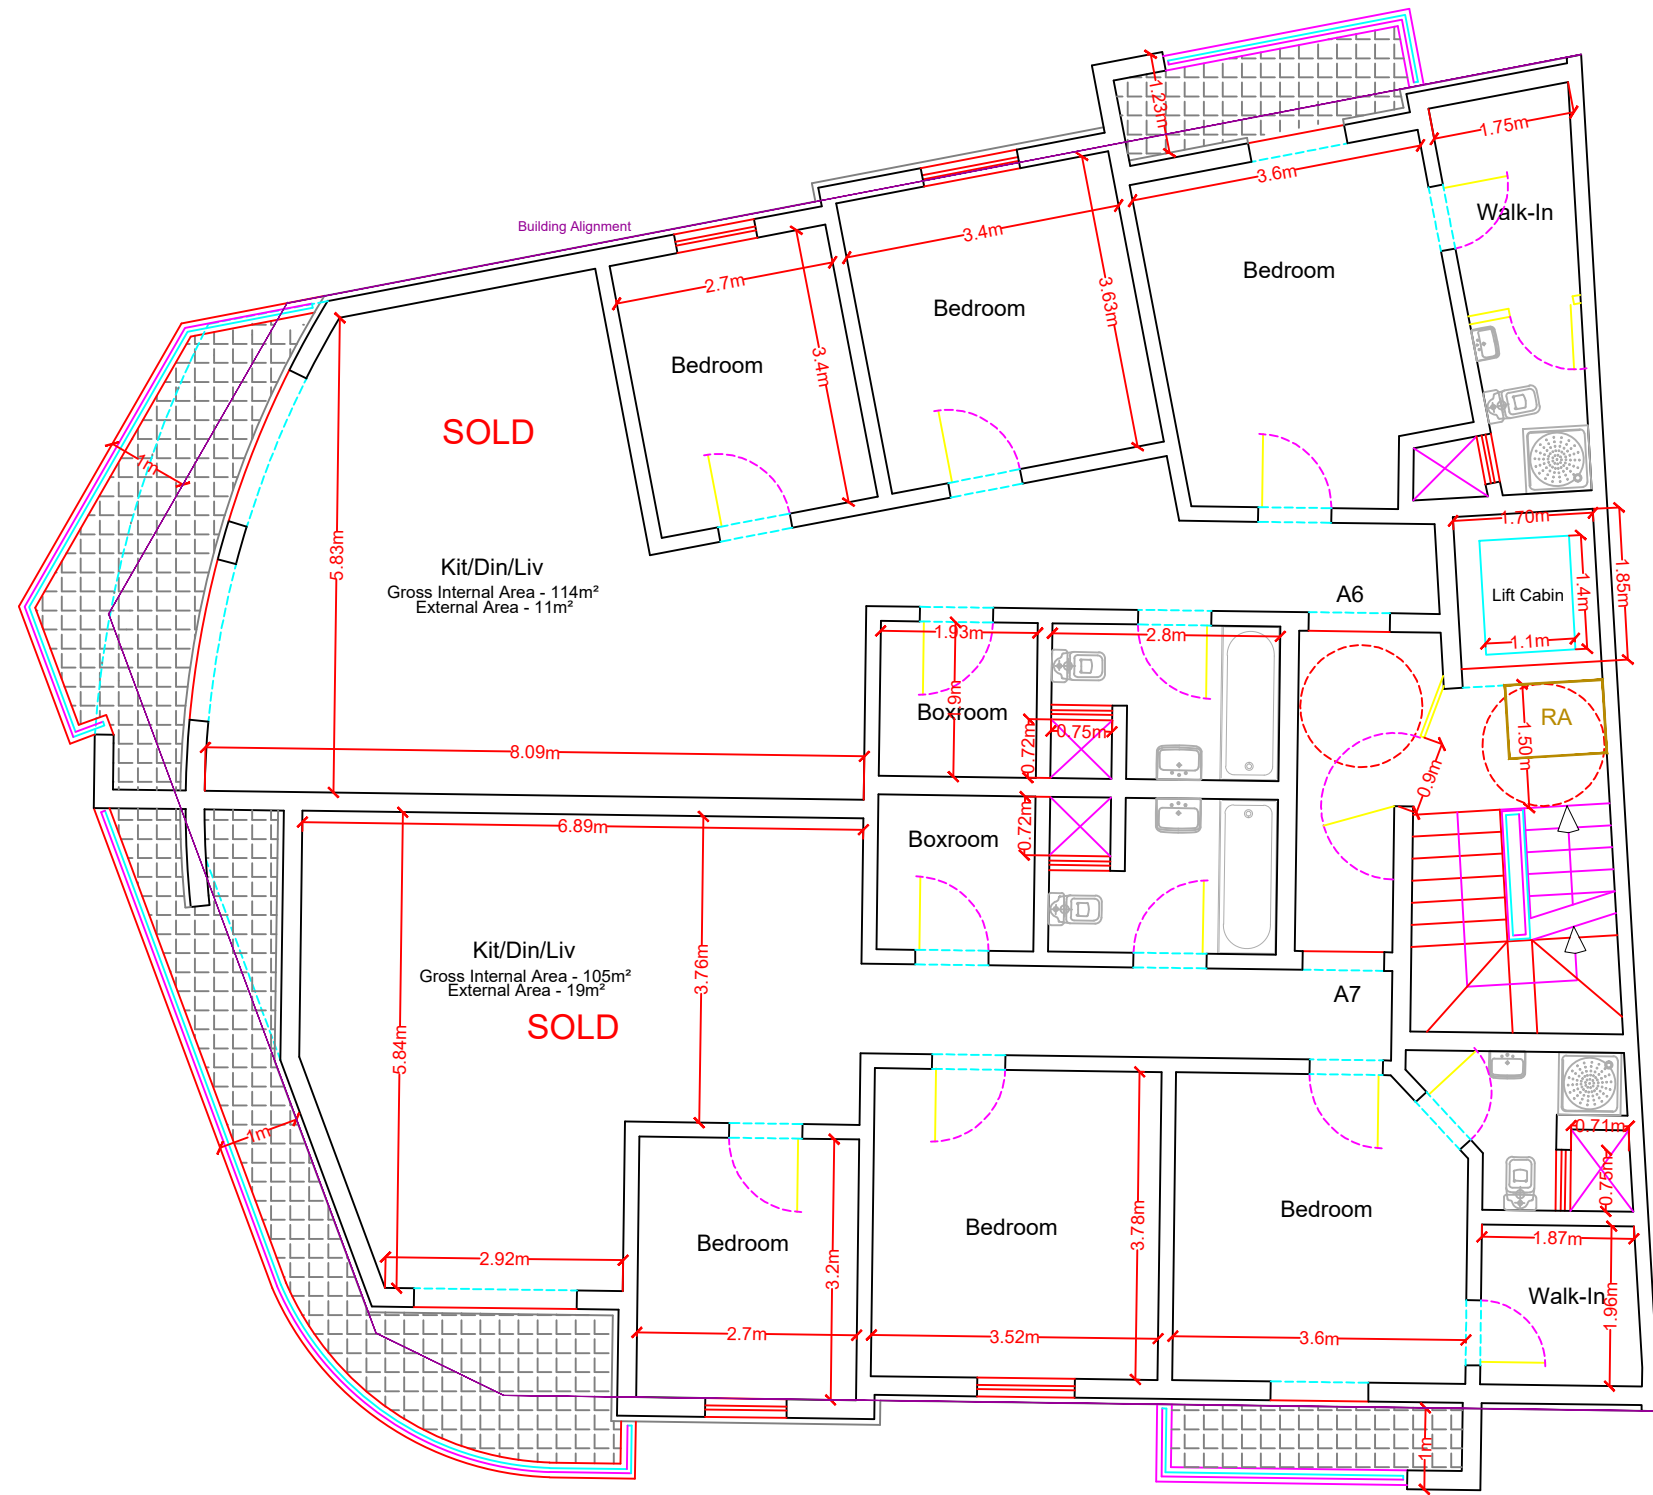 1.23m
1.75m
3.6m
Walk-In
Building Alignment
3.4m
Bedroom
2.7m
3.63m
Bedroom
3.4m
Bedroom
SOLD
1m
1.70m
5.83m
Kit/Din/Liv
Gross Internal Area - 114m²
External Area - 11m²
A6
Lift Cabin
1.4m
1.85m
1.1m
1.93m
2.8m
1.9m
Boxroom
0.75m
0.72m
RA
1.50m
8.09m
0.9m
6.89m
0.72m
Boxroom
Kit/Din/Liv
Gross Internal Area - 105m²
External Area - 19m²
3.76m
SOLD
A7
5.84m
1m
0.71m
0.75m
Bedroom
Bedroom
Bedroom
3.78m
2.92m
3.2m
1.87m
Walk-In
1.96m
2.7m
3.52m
3.6m
1m